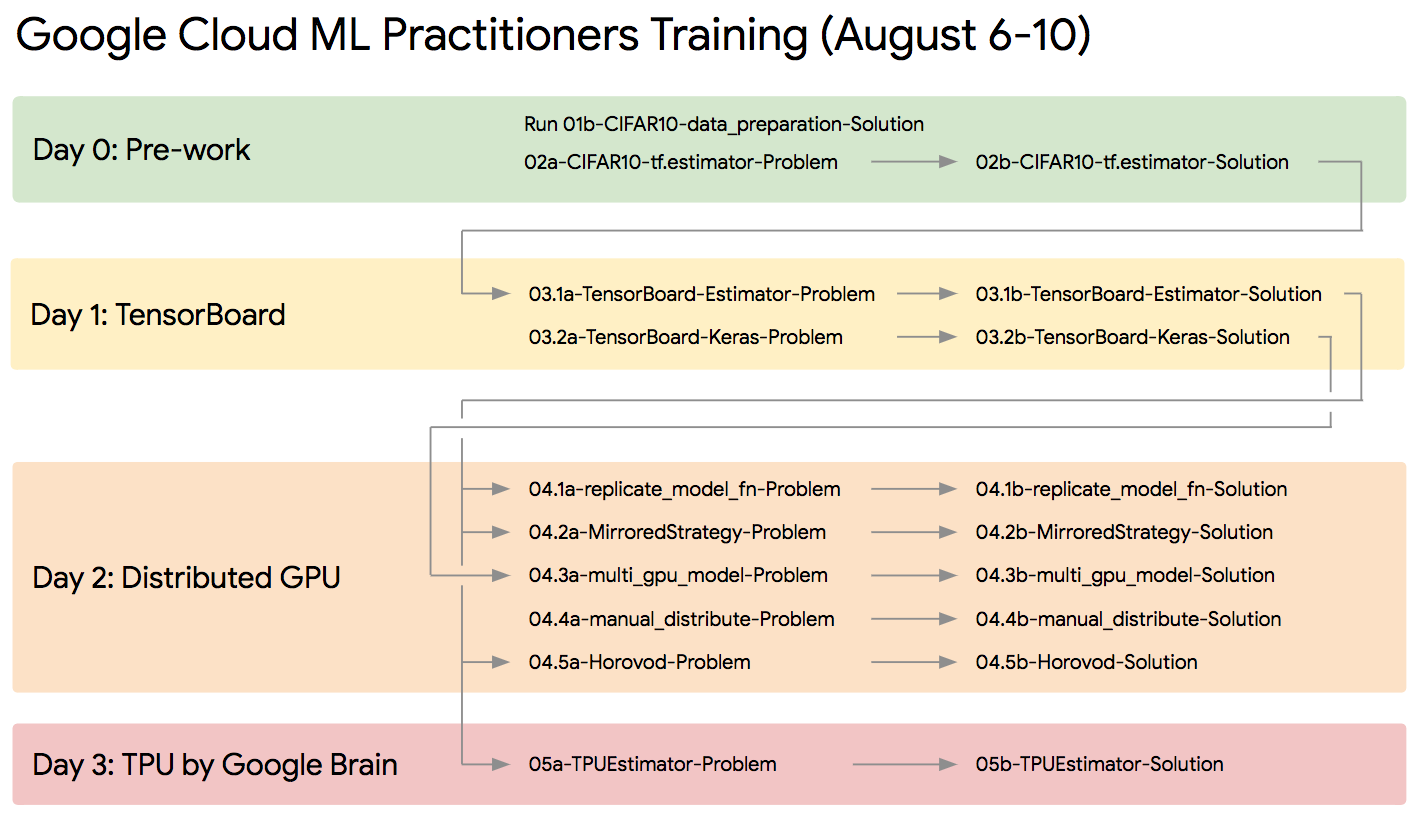 Google Cloud ML Practitioners Training (August 6-10)
Day 0: Pre-work
Run 01b-CIFAR10-data_preparation-Solution
02a-CIFAR10-tf.estimator-Problem
02b-CIFAR10-tf.estimator-Solution
Day 1: TensorBoard
03.1a-TensorBoard-Estimator-Problem
03.1b-TensorBoard-Estimator-Solution
03.2a-TensorBoard-Keras-Problem
03.2b-TensorBoard-Keras-Solution
Day 2: Distributed GPU
04.1a-replicate_model_fn-Problem
04.1b-replicate_model_fn-Solution
04.2a-MirroredStrategy-Problem
04.2b-MirroredStrategy-Solution
04.3a-multi_gpu_model-Problem
04.3b-multi_gpu_model-Solution
04.4a-manual_distribute-Problem
04.4b-manual_distribute-Solution
04.5a-Horovod-Problem
04.5b-Horovod-Solution
Day 3: TPU by Google Brain
05a-TPUEstimator-Problem
05b-TPUEstimator-Solution